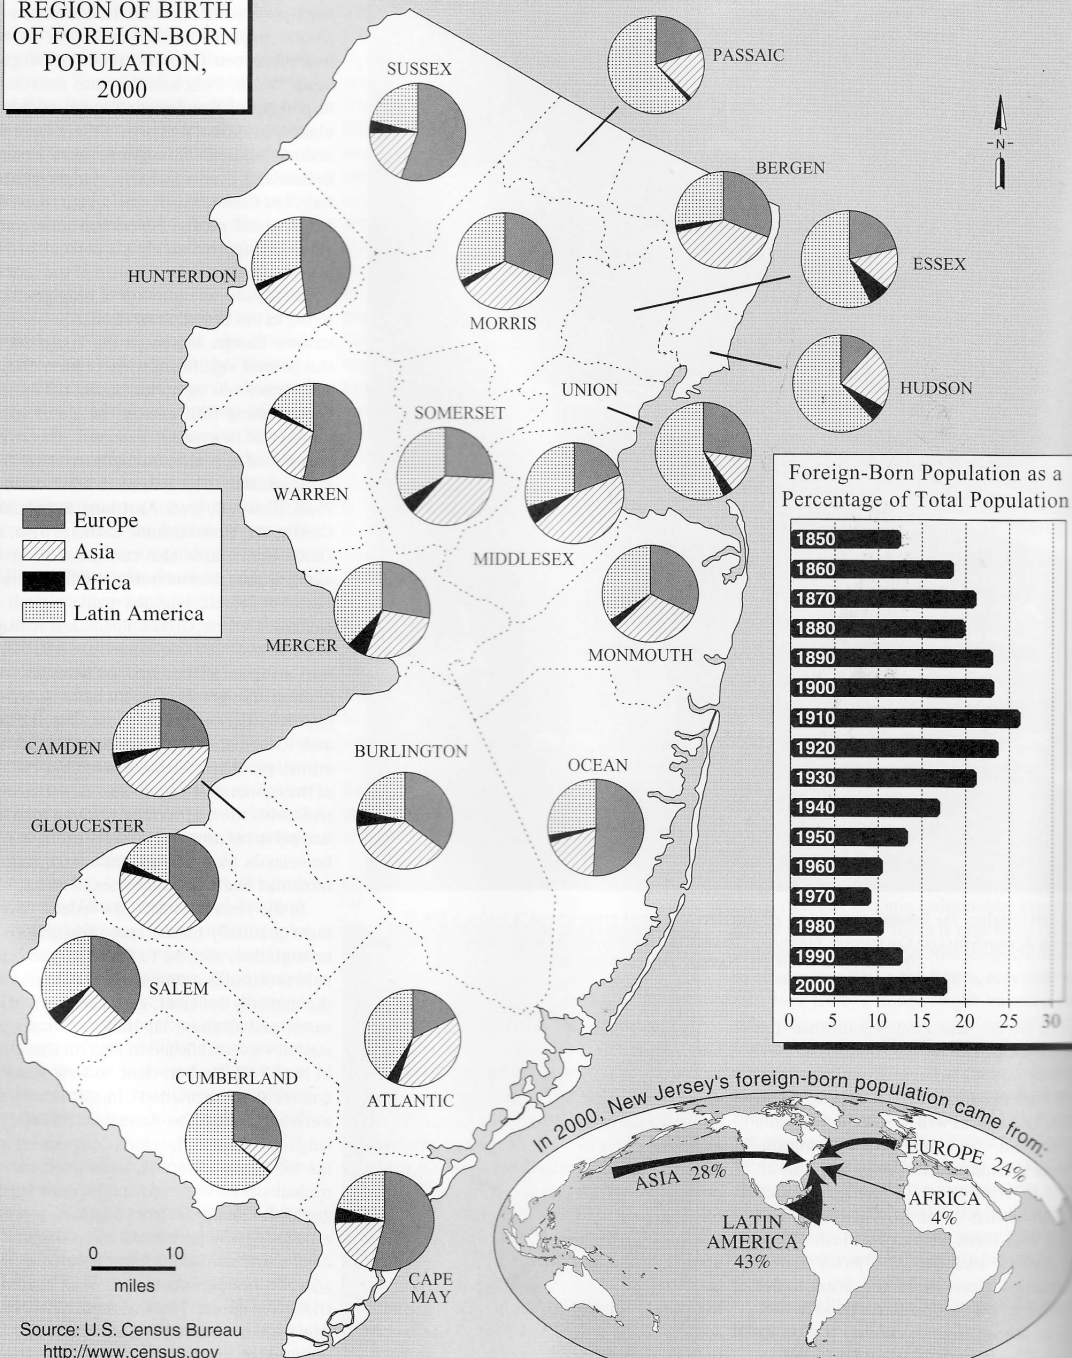 REGION OF BIRTH
OF FOREIGN-BORN
POPULATION,
2000
SUSSEX
PASSAIC
BERGEN
HUNTERDON
MORRIS
ESSEX
HUDSON
UNION
SOMERSET
WARREN
MIDDLESEX
MERCER
MONMOUTH
Europe
Asia
Africa
Latin America
Foreign-Born Population as a
Percentage of Total Population
1850
1860
1870
1880
1890
1900
1910
1920
1930
1940
1950
1960
1970
1980
1990
2000
0 5 10 15 20 25 30
CAMDEN
BURLINGTON
OCEAN
GLOUCESTER
SALEM
CUMBERLAND
ATLANTIC
CAPE
MAY
N
In 2000, New Jersey's foreign-born population came from:
ASIA 28%
EUROPE 24%
AFRICA
4%
LATIN
AMERICA
43%
0 10
miles
Source: U.S. Census Bureau
http://www.census.gov